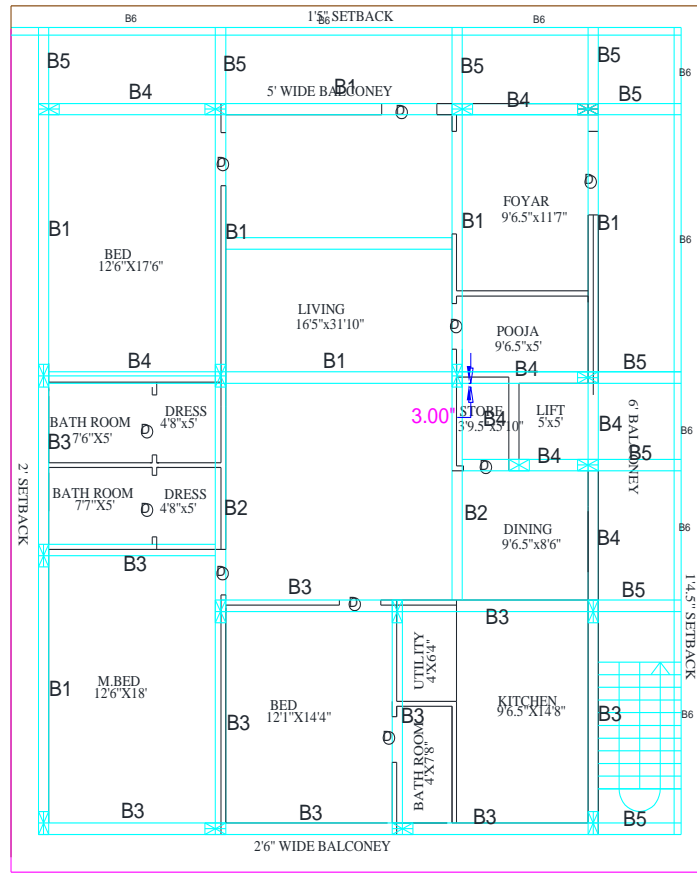 B6
1'5" SETBACK
B6
B6
B5
B5
B5
B5
B6
B4
B1
5' WIDE BALCONEY
B4
B5
D
D
D
FOYAR
9'6.5"x11'7"
B1
B1
B1
B1
BED
12'6"X17'6"
B6
LIVING
16'5"x31'10"
D
POOJA
9'6.5"x5'
B4
B1
B4
B5
3.00"
BATH ROOM
7'6"X5'
DRESS
4'8"x5'
D
B3
STORE
3'9.5"x5'10"
B4
LIFT
5'x5'
B4
6' BALCONEY
B6
B4
B5
D
2' SETBACK
BATH ROOM
7'7"X5'
DRESS
4'8"x5'
D
B2
B2
DINING
9'6.5"x8'6"
B4
B6
B3
D
B3
D
B3
B5
1'4.5" SETBACK
UTILITY
4'X6'4"
M.BED
12'6"X18'
B1
BED
12'1"X14'4"
B3
B3
D
KITCHEN
9'6.5"X14'8"
B3
B6
BATH ROOM
4'X7'8"
B3
B3
B3
B5
2'6" WIDE BALCONEY